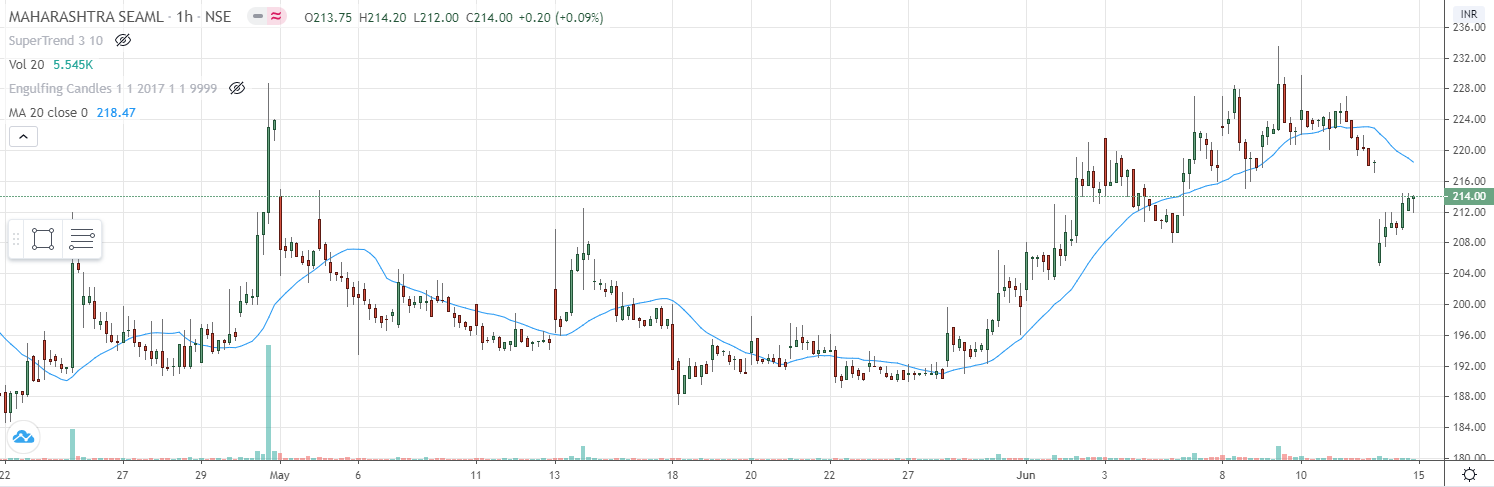 MAHARASHTRA SEAML · 1h · NSE O213.75 H214.20 L212.00 C214.00 +0.20 (+0.09%)
SuperTrend 3 10
Vol 20 5.545K
Engulfing Candles 1 1 2017 1 1 9999
MA 20 close 0 218.47
INR
236.00
232.00
228.00
224.00
220.00
216.00
214.00
212.00
208.00
204.00
200.00
196.00
192.00
188.00
184.00
180.00
22 27 29 May 6 11 13 18 20 22 27 Jun 3 8 10 15